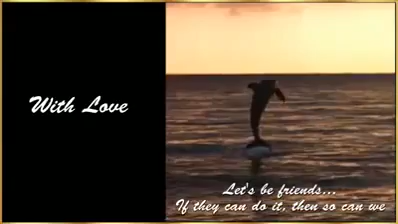 With Love
Let's be friends...
If they can do it, then so can we